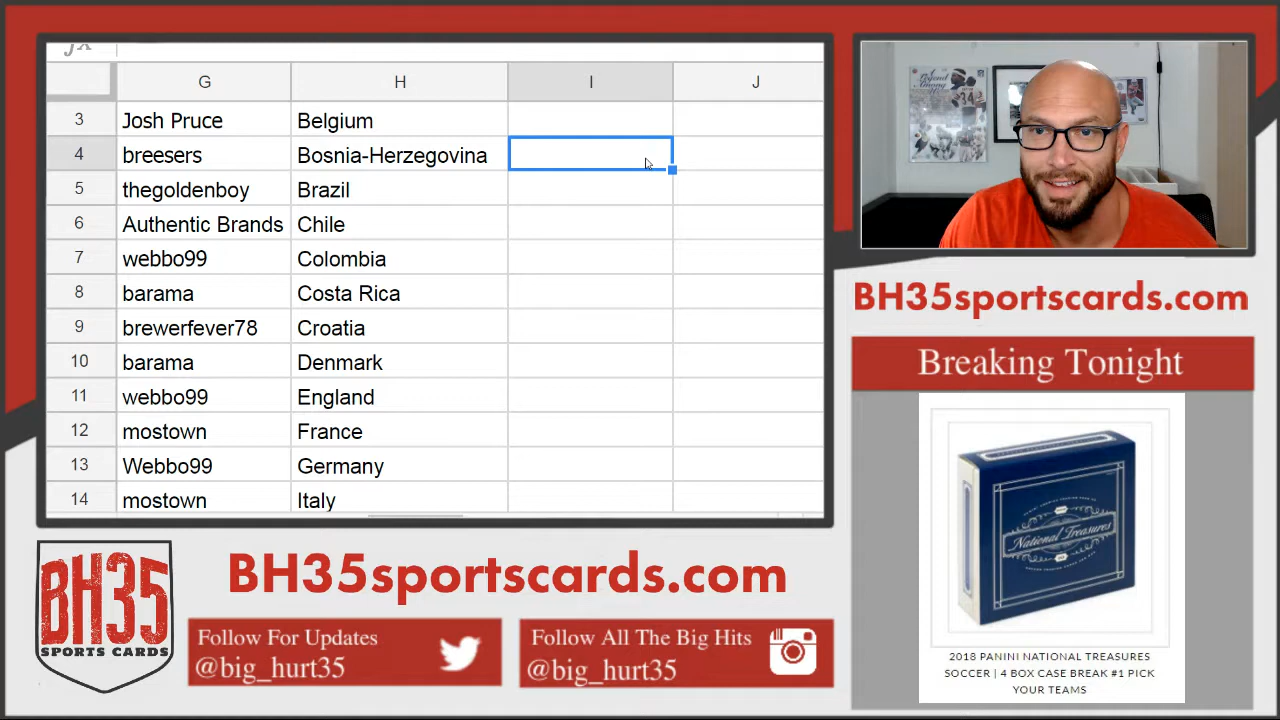 fx
G H I J
3 Josh Pruce Belgium
4 breesers Bosnia-Herzegovina
5 thegoldenboy Brazil
6 Authentic Brands Chile
7 webbo99 Colombia
8 barama Costa Rica
9 brewerfever78 Croatia
10 barama Denmark
11 webbo99 England
12 mostown France
13 Webbo99 Germany
14 mostown Italy
34
BH35sportscards.com
Breaking Tonight
National Treasures
2018 PANINI NATIONAL TREASURES
SOCCER | 4 BOX CASE BREAK #1 PICK
YOUR TEAMS
BH35
SPORTS CARDS
BH35sportscards.com
Follow For Updates
@big_hurt35
Follow All The Big Hits
@big_hurt35